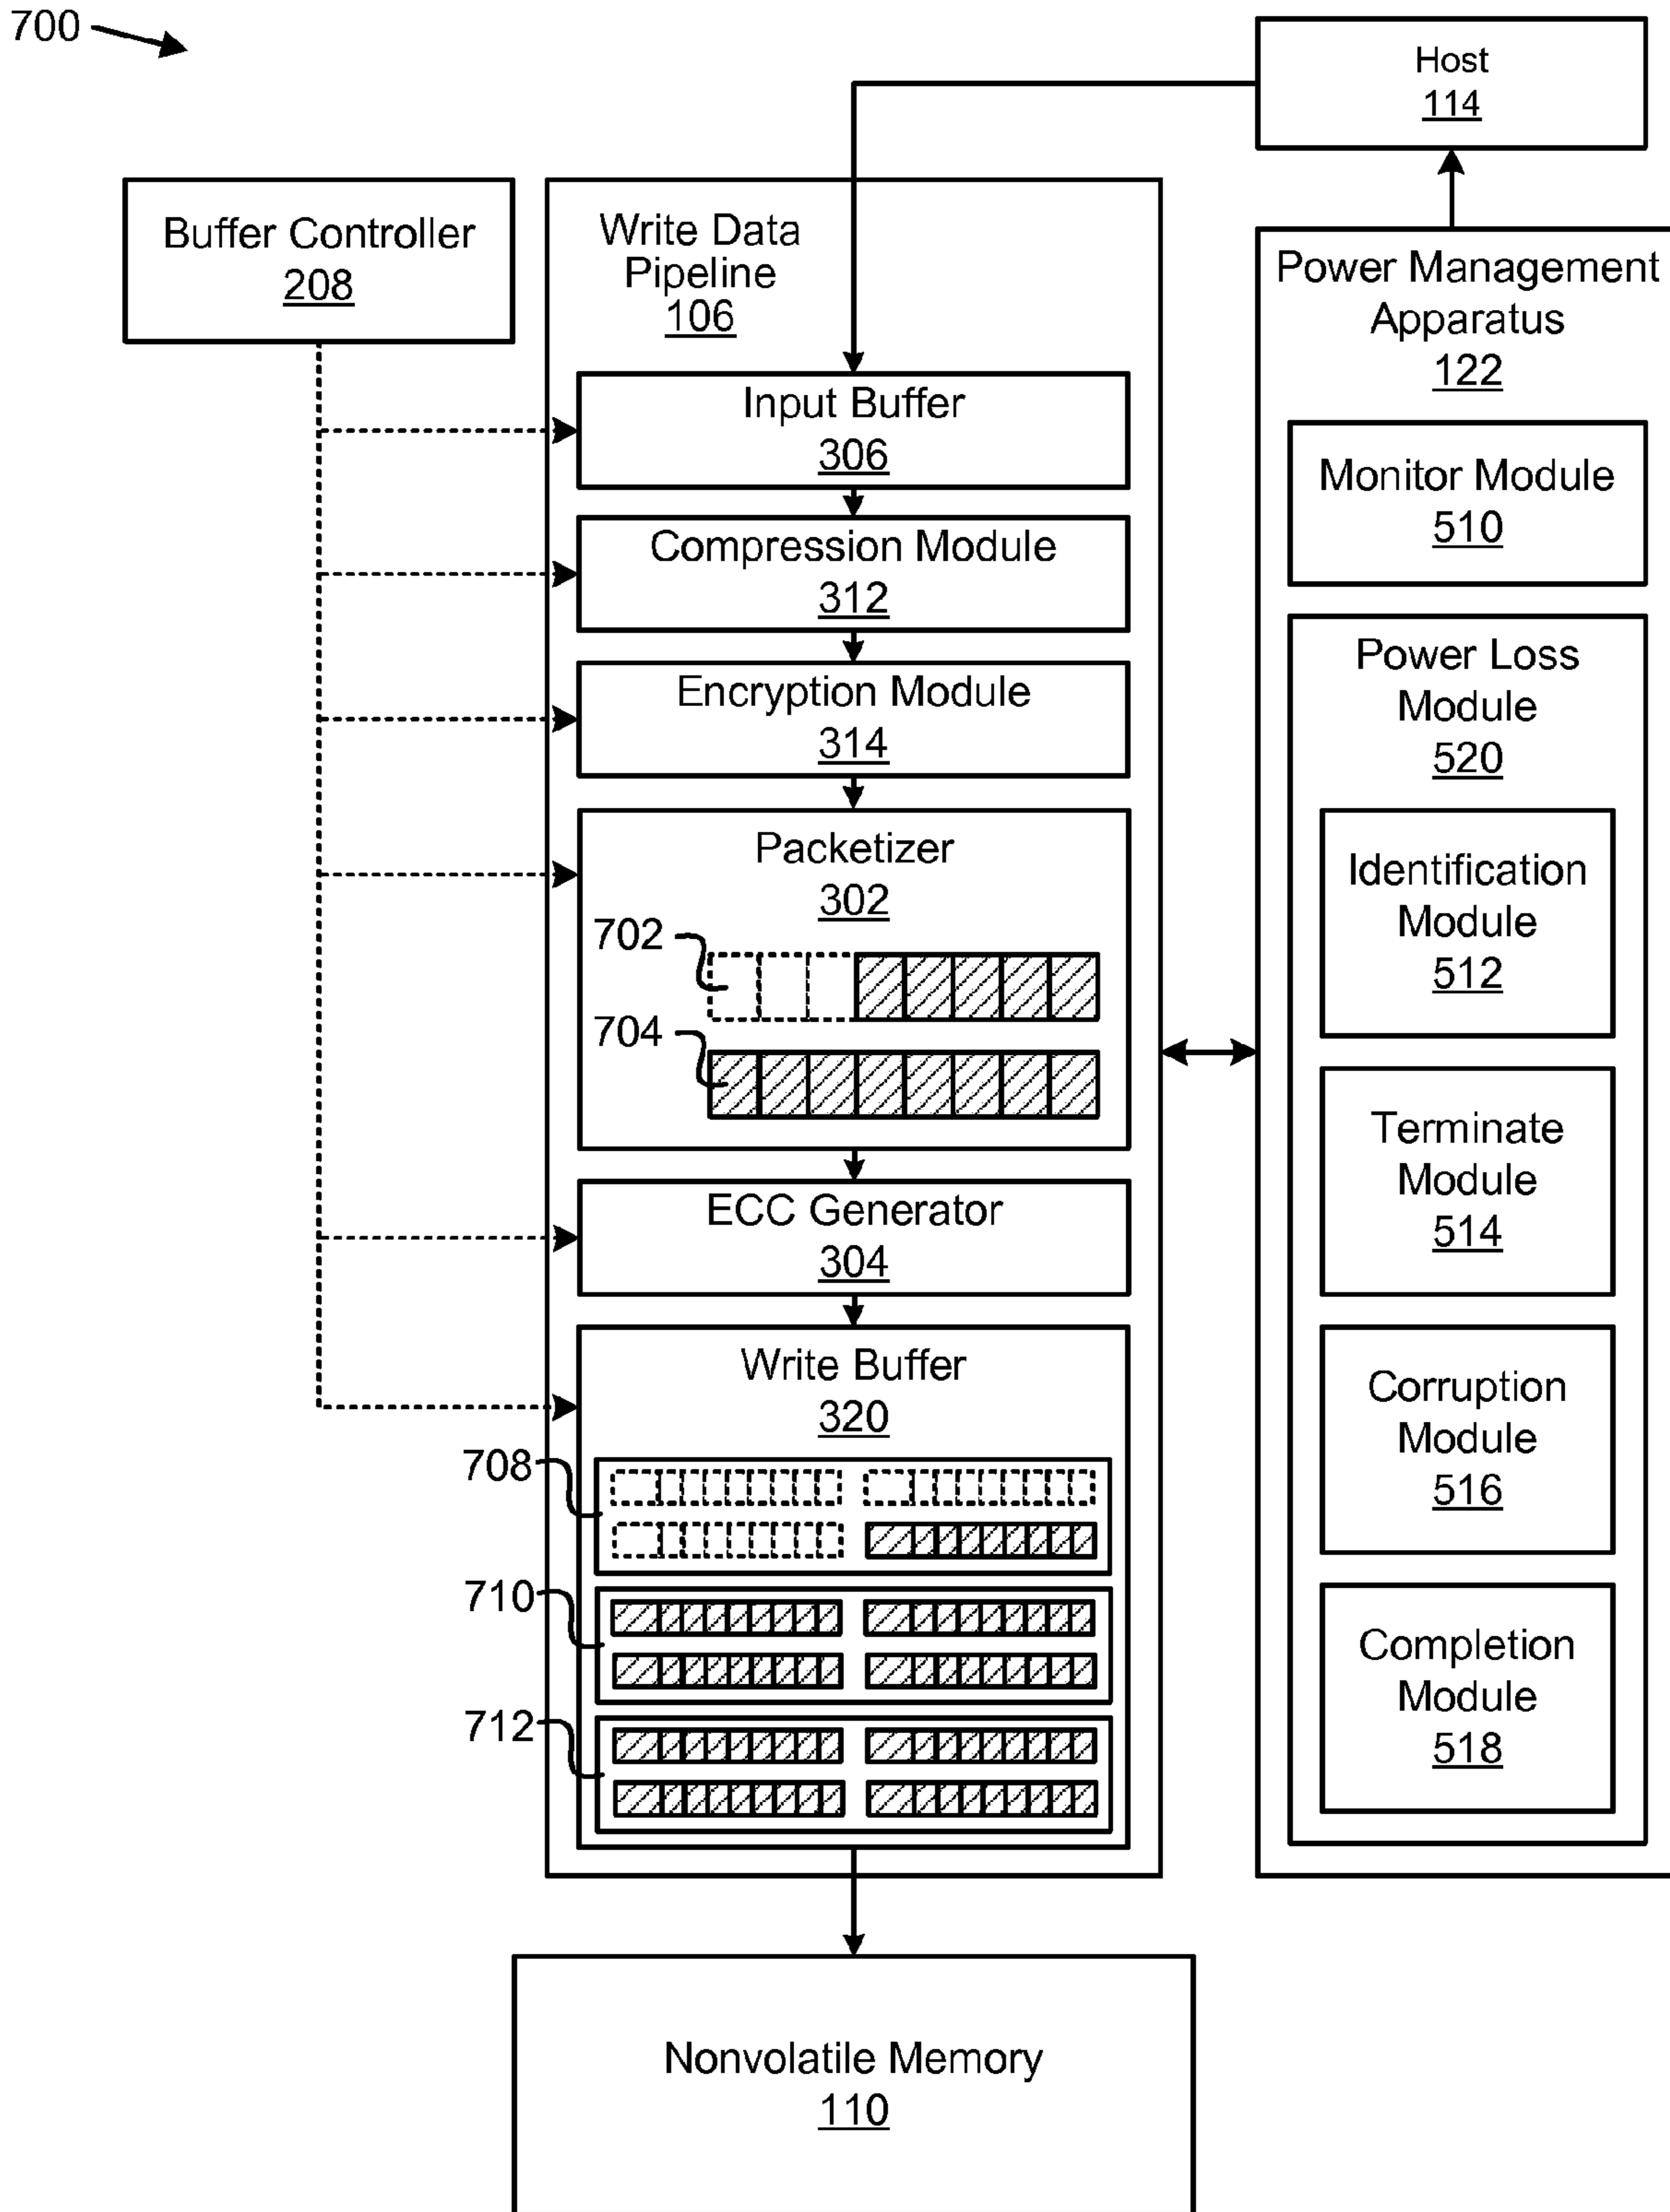 700
Host
114
Buffer Controller
208
Write Data
Pipeline
106
Power Management
Apparatus
122
Input Buffer
306
Monitor Module
510
Compression Module
312
Power Loss
Module
520
Encryption Module
314
Packetizer
302
702
704
Identification
Module
512
Terminate
Module
514
ECC Generator
304
Write Buffer
320
708
710
712
Corruption
Module
516
Completion
Module
518
Nonvolatile Memory
110